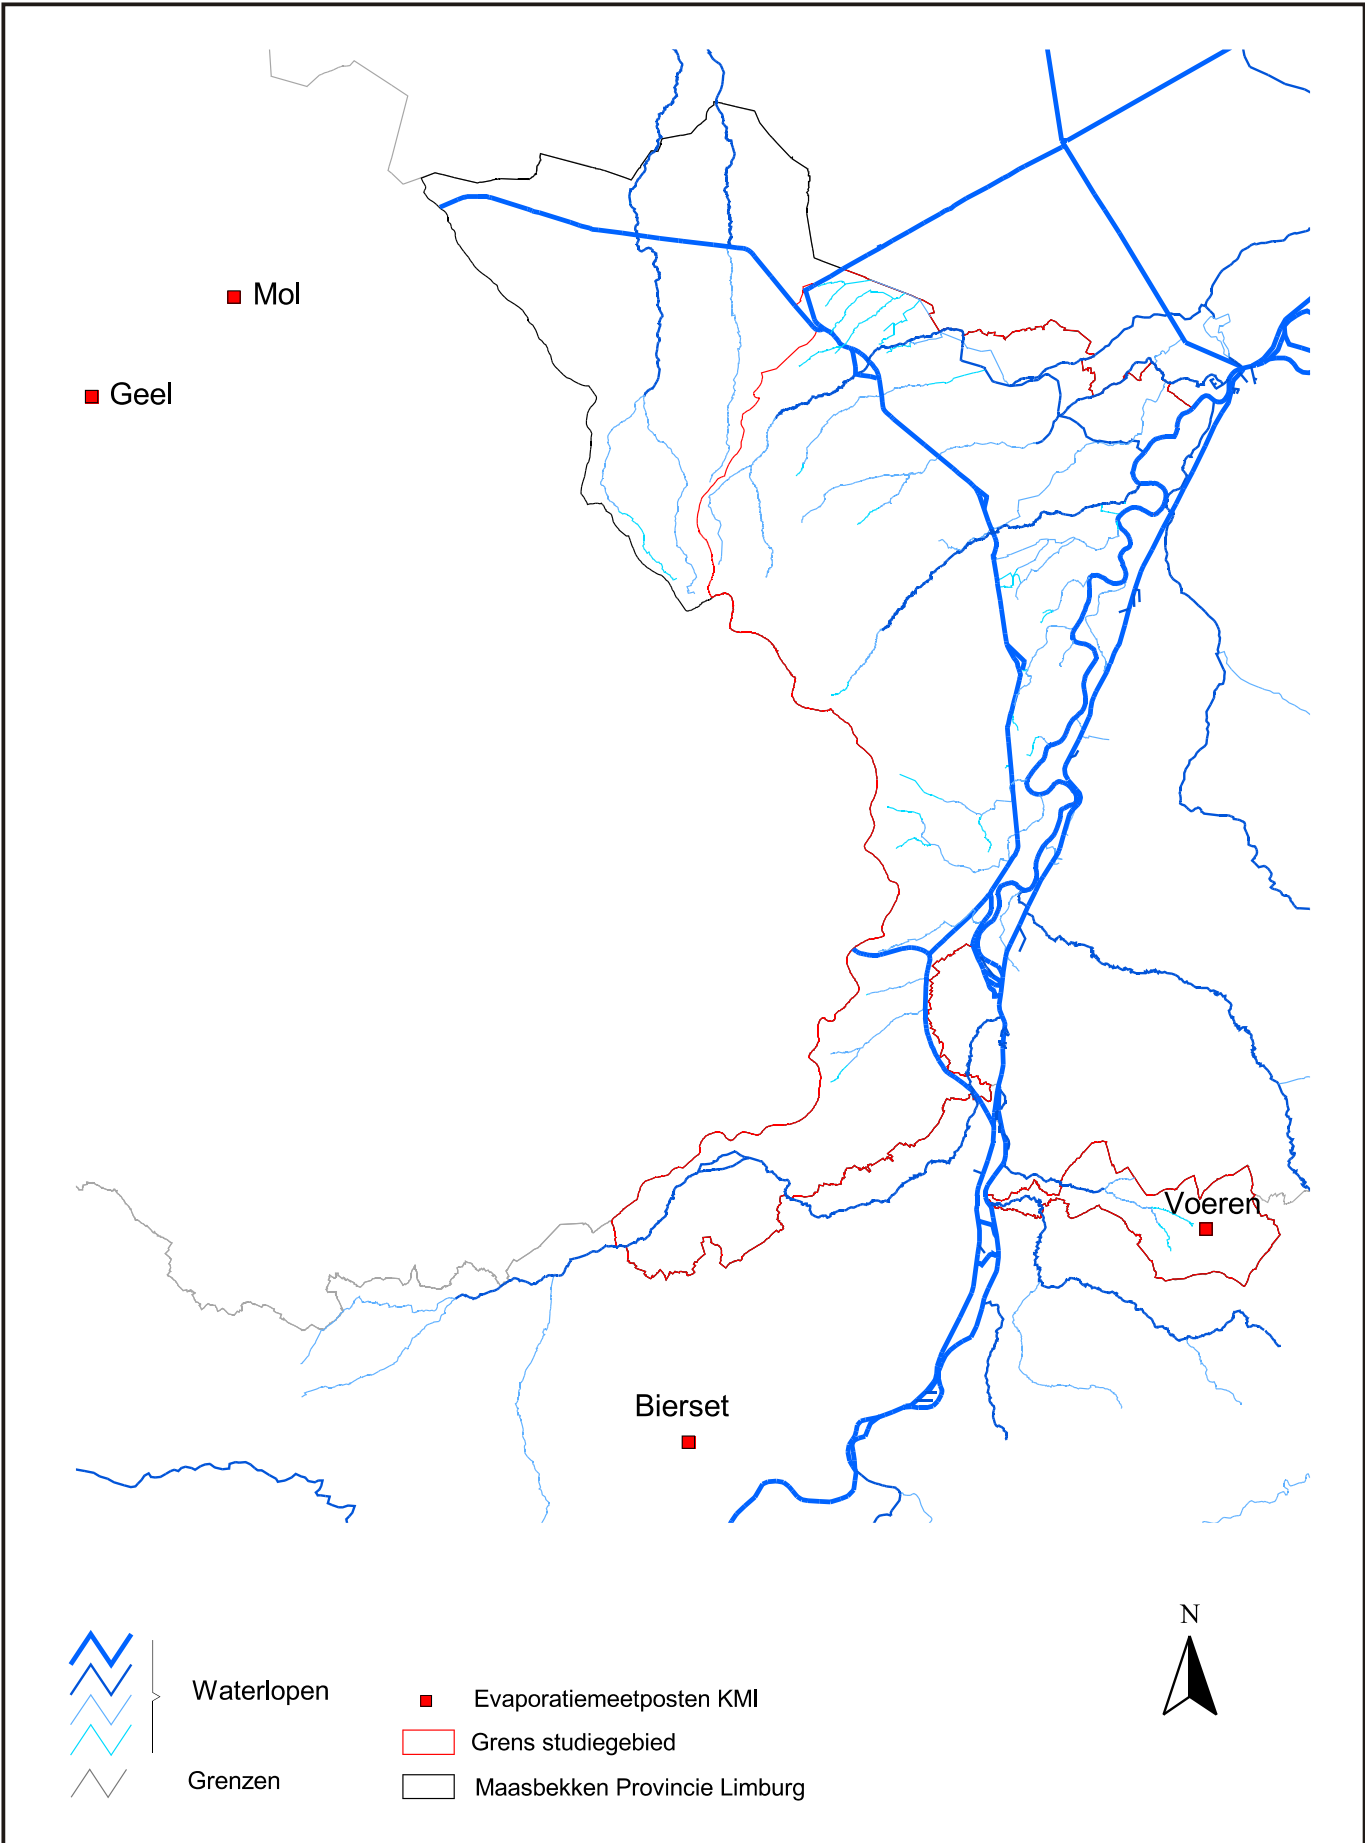 Mol
Geel
Voeren
Bierset
N
Waterlopen
Grenzen
Evaporatiemeetposten KMI
Grens studiegebied
Maasbekken Provincie Limburg